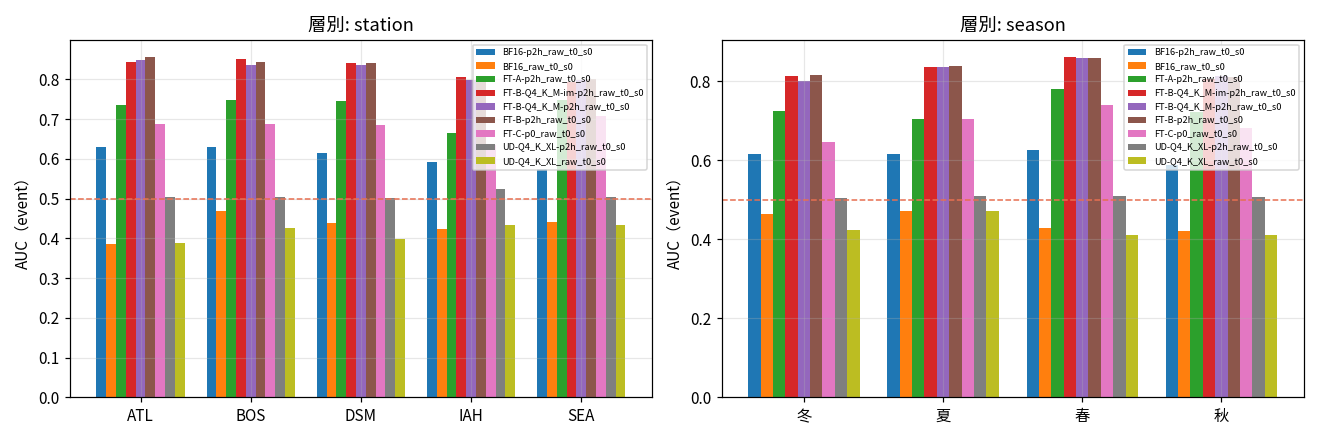 層別: station
AUC（event）
0.8
0.7
0.6
0.5
0.4
0.3
0.2
0.1
0.0
ATL
BOS
DSM
IAH
SEA
BF16-p2h_raw_t0_s0
BF16_raw_t0_s0
FT-A-p2h_raw_t0_s0
FT-B-Q4_K_M-im-p2h_raw_t0_s0
FT-B-Q4_K_M-p2h_raw_t0_s0
FT-B-p2h_raw_t0_s0
FT-C-p0_raw_t0_s0
UD-Q4_K_XL-p2h_raw_t0_s0
UD-Q4_K_XL_raw_t0_s0
層別: season
AUC（event）
0.8
0.6
0.4
0.2
0.0
冬
夏
春
秋
BF16-p2h_raw_t0_s0
BF16_raw_t0_s0
FT-A-p2h_raw_t0_s0
FT-B-Q4_K_M-im-p2h_raw_t0_s0
FT-B-Q4_K_M-p2h_raw_t0_s0
FT-B-p2h_raw_t0_s0
FT-C-p0_raw_t0_s0
UD-Q4_K_XL-p2h_raw_t0_s0
UD-Q4_K_XL_raw_t0_s0